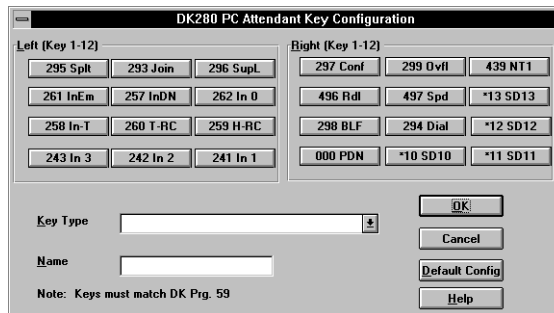 DK280 PC Attendant Key Configuration
Left (Key 1-12)
295 Splt 293 Join 296 SupL
261 InEm 257 InDN 262 In 0
258 In-T 260 T-RC 259 H-RC
243 In 3 242 In 2 241 In 1
Right (Key 1-12)
297 Conf 299 Ovfl 439 NT1
496 Rdl 497 Spd *13 SD13
298 BLF 294 Dial *12 SD12
000 PDN *10 SD10 *11 SD11
Key Type
Name
Note: Keys must match DK Prg. 59
OK
Cancel
Default Config
Help